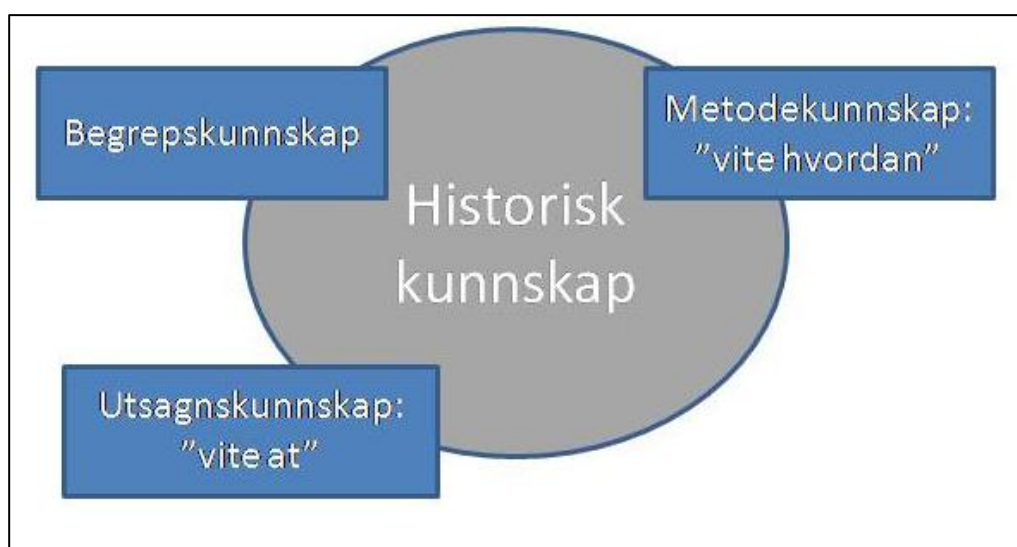 Begrepskunnskap
Metodekunnskap:
”vite hvordan”
Historisk
kunnskap
Utsagnskunnskap:
”vite at”